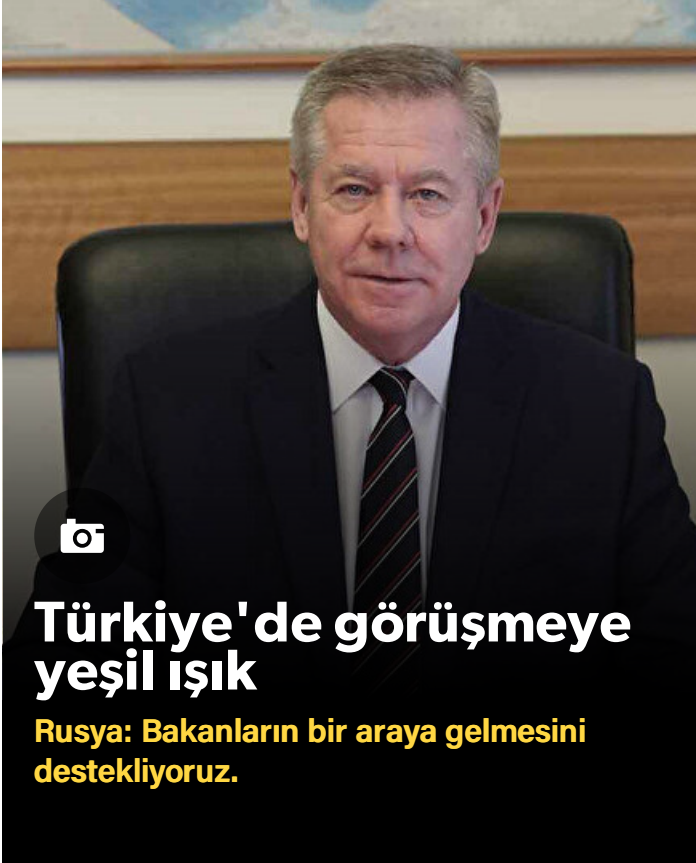 Türkiye'de görüşmeye
yeşil ışık
Rusya: Bakanların bir araya gelmesini
destekliyoruz.